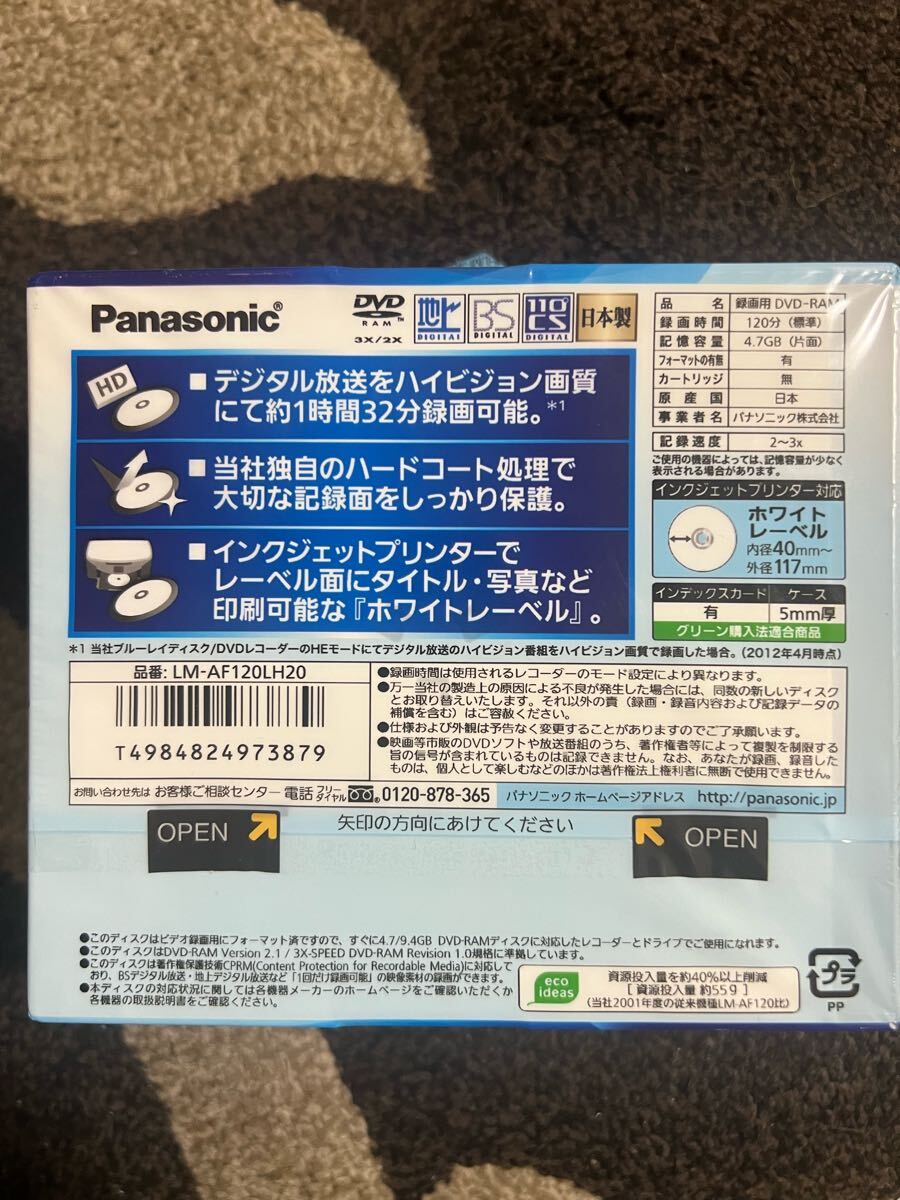 Panasonic®
DVD
RAM™
3X/2X
地上
DIGITAL
BS
DIGITAL
110°
CS
DIGITAL
日本製
HD
■デジタル放送をハイビジョン画質
にて約1時間32分録画可能。*1
■当社独自のハードコート処理で
大切な記録面をしっかり保護。
■インクジェットプリンターで
レーベル面にタイトル・写真など
印刷可能な『ホワイトレーベル』。
品名 録画用 DVD-RAM
録画時間 120分（標準）
記憶容量 4.7GB（片面）
フォーマットの有無 有
カートリッジ 無
原産国 日本
事業者名 パナソニック株式会社
記録速度 2〜3x
ご使用の機器によっては、記憶容量が少なく
表示される場合があります。
インクジェットプリンター対応
ホワイト
レーベル
内径40mm〜
外径117mm
インデックスカード ケース
有 5mm厚
グリーン購入法適合商品
*1 当社ブルーレイディスク/DVDレコーダーのHEモードにてデジタル放送のハイビジョン番組をハイビジョン画質で録画した場合。（2012年4月時点）
品番: LM-AF120LH20
T4984824973879
●録画時間は使用されるレコーダーのモード設定により異なります。
●万一当社の製造上の原因による不良が発生した場合には、同数の新しいディスク
とお取り替えいたします。それ以外の責（録画・録音内容および記録データの
補償を含む）はご容赦ください。
●仕様および外観は予告なく変更することがありますのでご了承願います。
●映画等市販のDVDソフトや放送番組のうち、著作権者等によって複製を制限する
旨の信号が含まれているものは記録できません。なお、あなたが録画、録音した
ものは、個人として楽しむなどのほかは著作権法上権利者に無断で使用できません。
お問い合わせ先は お客様ご相談センター 電話 フリーダイヤル 0120-878-365
パナソニック ホームページアドレス http://panasonic.jp
OPEN
矢印の方向にあけてください
OPEN
●このディスクはビデオ録画用にフォーマット済ですので、すぐに4.7/9.4GB DVD-RAMディスクに対応したレコーダーとドライブでご使用になれます。
●このディスクはDVD-RAM Version 2.1 / 3X-SPEED DVD-RAM Revision 1.0規格に準拠しています。
●このディスクは著作権保護技術CPRM(Content Protection for Recordable Media)に対応して
おり、BSデジタル放送・地上デジタル放送など「1回だけ録画可能」の映像素材の録画ができます。
●本ディスクの対応状況に関しては各機器メーカーのホームページをご確認いただくか
各機器の取扱説明書をご確認ください。
eco
ideas
資源投入量を約40%以上削減
[ 資源投入量 約55g ]
（当社2001年度の従来機種LM-AF120比）
プラ
PP